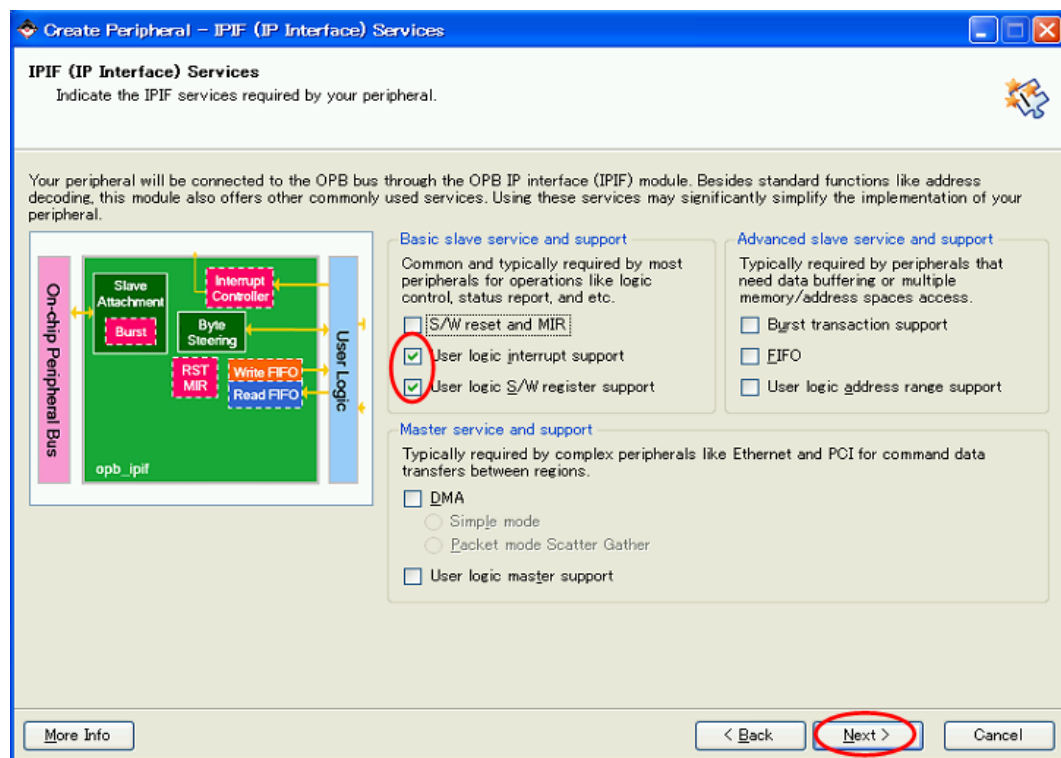 Create Peripheral - IPIF (IP Interface) Services
IPIF (IP Interface) Services
Indicate the IPIF services required by your peripheral.
Your peripheral will be connected to the OPB bus through the OPB IP interface (IPIF) module. Besides standard functions like address
decoding, this module also offers other commonly used services. Using these services may significantly simplify the implementation of your
peripheral.
On-chip Peripheral Bus
Slave
Attachment
Burst
Interrupt
Controller
Byte
Steering
RST
MIR
Write FIFO
Read FIFO
opb_ipif
User Logic
Basic slave service and support
Common and typically required by most
peripherals for operations like logic
control, status report, and etc.
S/W reset and MIR
User logic interrupt support
User logic S/W register support
Advanced slave service and support
Typically required by peripherals that
need data buffering or multiple
memory/address spaces access.
Burst transaction support
FIFO
User logic address range support
Master service and support
Typically required by complex peripherals like Ethernet and PCI for command data
transfers between regions.
DMA
Simple mode
Packet mode Scatter Gather
User logic master support
More Info
< Back
Next >
Cancel